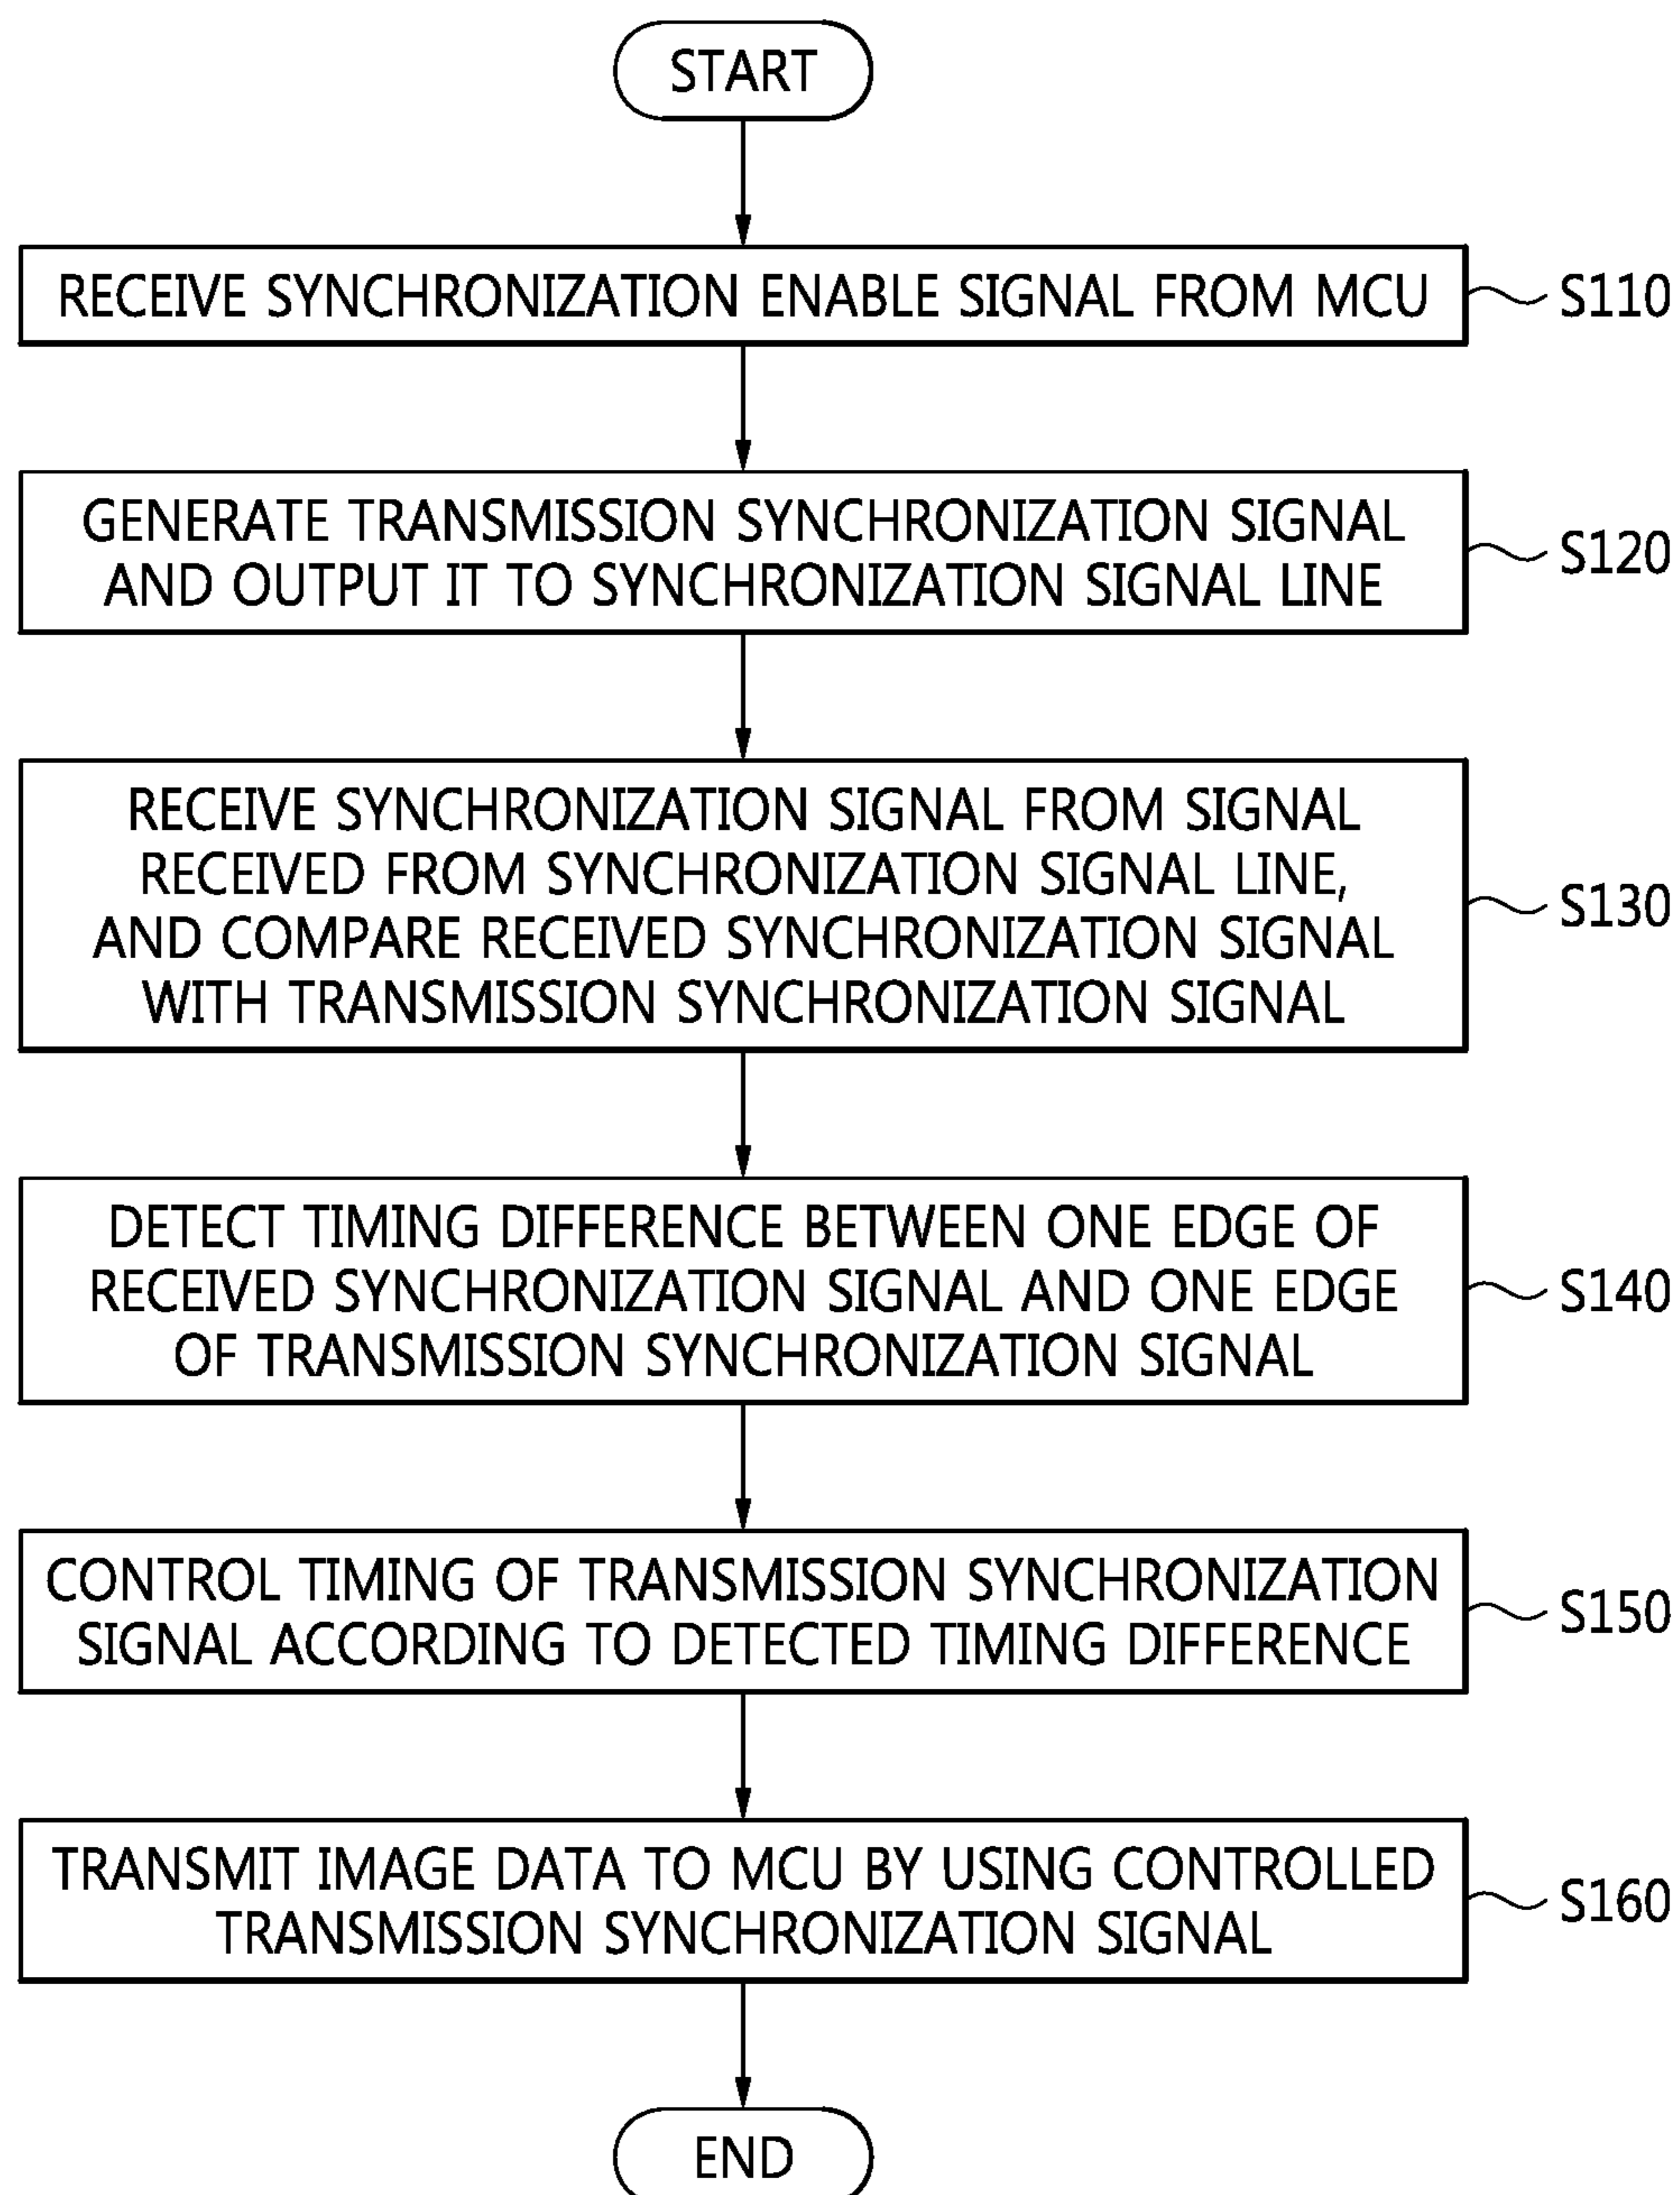 START
RECEIVE SYNCHRONIZATION ENABLE SIGNAL FROM MCU
S110
GENERATE TRANSMISSION SYNCHRONIZATION SIGNAL
AND OUTPUT IT TO SYNCHRONIZATION SIGNAL LINE
S120
RECEIVE SYNCHRONIZATION SIGNAL FROM SIGNAL
RECEIVED FROM SYNCHRONIZATION SIGNAL LINE,
AND COMPARE RECEIVED SYNCHRONIZATION SIGNAL
WITH TRANSMISSION SYNCHRONIZATION SIGNAL
S130
DETECT TIMING DIFFERENCE BETWEEN ONE EDGE OF
RECEIVED SYNCHRONIZATION SIGNAL AND ONE EDGE
OF TRANSMISSION SYNCHRONIZATION SIGNAL
S140
CONTROL TIMING OF TRANSMISSION SYNCHRONIZATION
SIGNAL ACCORDING TO DETECTED TIMING DIFFERENCE
S150
TRANSMIT IMAGE DATA TO MCU BY USING CONTROLLED
TRANSMISSION SYNCHRONIZATION SIGNAL
S160
END